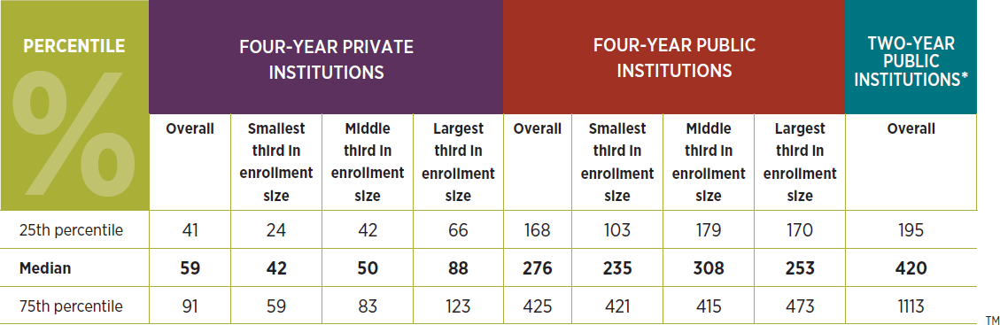 PERCENTILE
%
FOUR-YEAR PRIVATE
INSTITUTIONS
FOUR-YEAR PUBLIC
INSTITUTIONS
TWO-YEAR
PUBLIC
INSTITUTIONS*
Overall Smallest Middle Largest Overall Smallest Middle Largest Overall
third in third in third in third in third in third in
enrollment enrollment enrollment enrollment enrollment enrollment
size size size size size size
25th percentile 41 24 42 66 168 103 179 170 195
Median 59 42 50 88 276 235 308 253 420
75th percentile 91 59 83 123 425 421 415 473 1113
TM